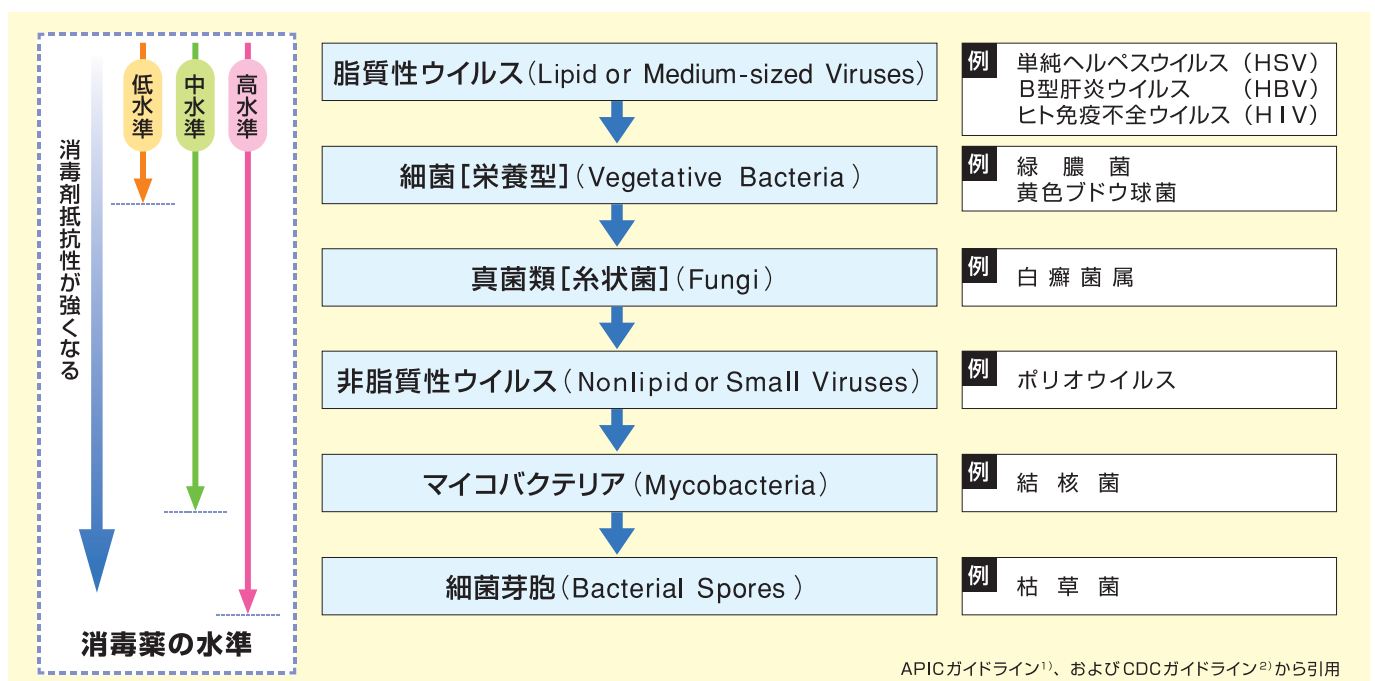 消毒剤抵抗性が強くなる
低水準
中水準
高水準
消毒薬の水準
脂質性ウイルス（Lipid or Medium-sized Viruses）
例
単純ヘルペスウイルス（HSV）
B型肝炎ウイルス（HBV）
ヒト免疫不全ウイルス（HIV）
細菌［栄養型］（Vegetative Bacteria）
例
緑膿菌
黄色ブドウ球菌
真菌類［糸状菌］（Fungi）
例
白癬菌属
非脂質性ウイルス（Nonlipid or Small Viruses）
例
ポリオウイルス
マイコバクテリア（Mycobacteria）
例
結核菌
細菌芽胞（Bacterial Spores）
例
枯草菌
APICガイドライン1)、およびCDCガイドライン2)から引用